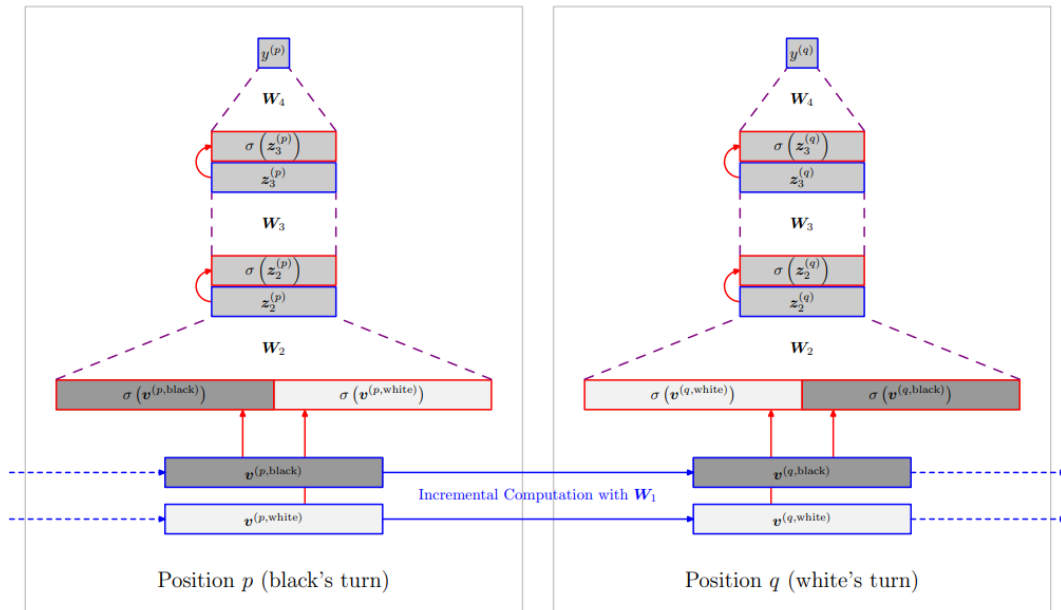 y^{(p)}
W_4
σ(z_3^{(p)})
z_3^{(p)}
W_3
σ(z_2^{(p)})
z_2^{(p)}
W_2
σ(v^{(p,black)}) σ(v^{(p,white)})
v^{(p,black)}
v^{(p,white)}
Position p (black's turn)
Incremental Computation with W_1
y^{(q)}
W_4
σ(z_3^{(q)})
z_3^{(q)}
W_3
σ(z_2^{(q)})
z_2^{(q)}
W_2
σ(v^{(q,white)}) σ(v^{(q,black)})
v^{(q,black)}
v^{(q,white)}
Position q (white's turn)